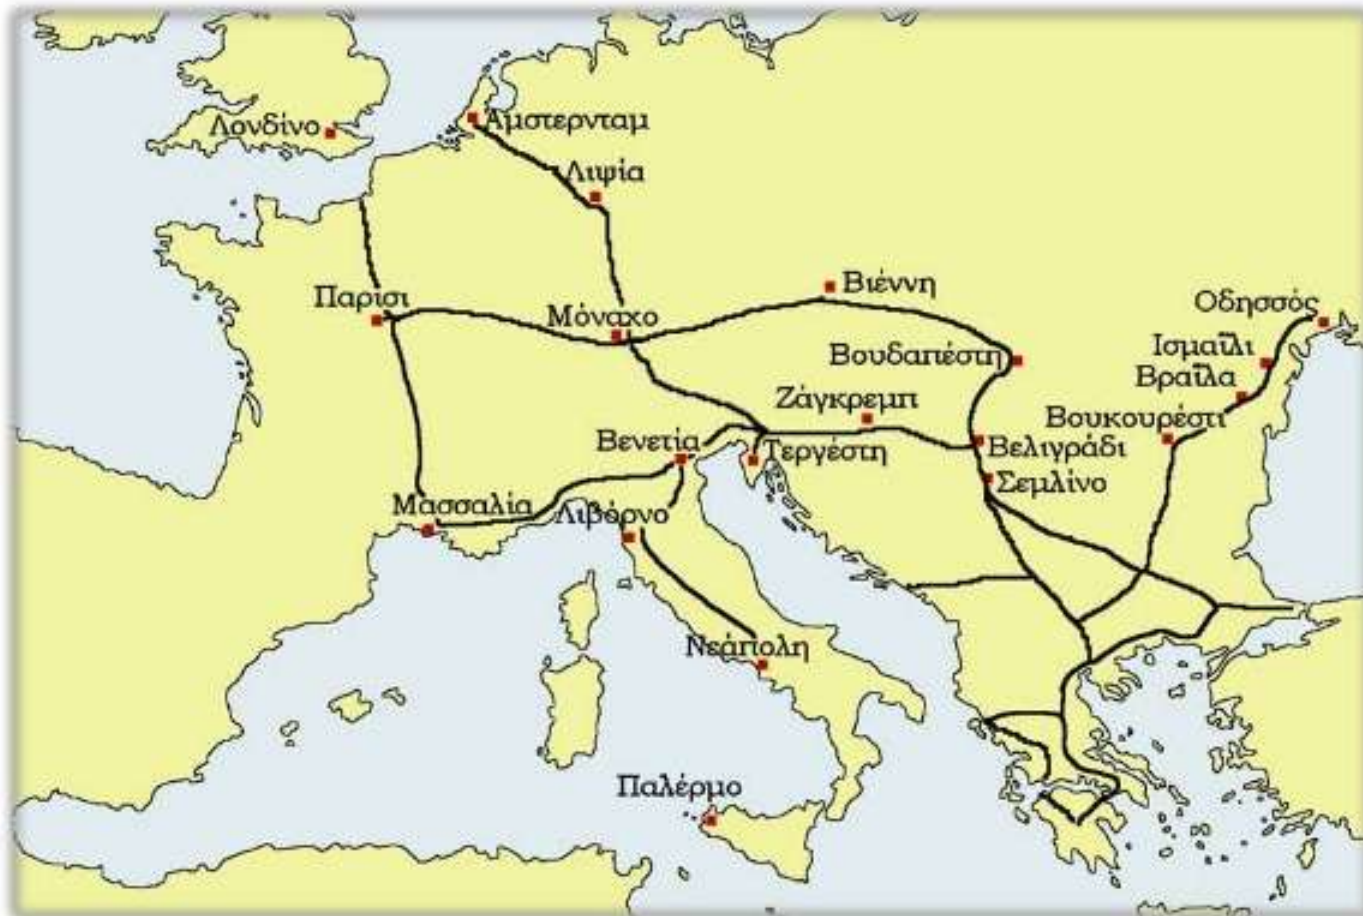 Λονδίνο
Άμστερνταμ
Λιψία
Βιέννη
Παρίσι
Μόναχο
Οδησσός
Βουδαπέστη
Ισμαΐλι
Βραΐλα
Ζάγκρεμπ
Βουκουρέστι
Βενετία
Τεργέστη
Βελιγράδι
Σεμλίνο
Μασσαλία
Λιβόρνο
Νεάπολη
Παλέρμο